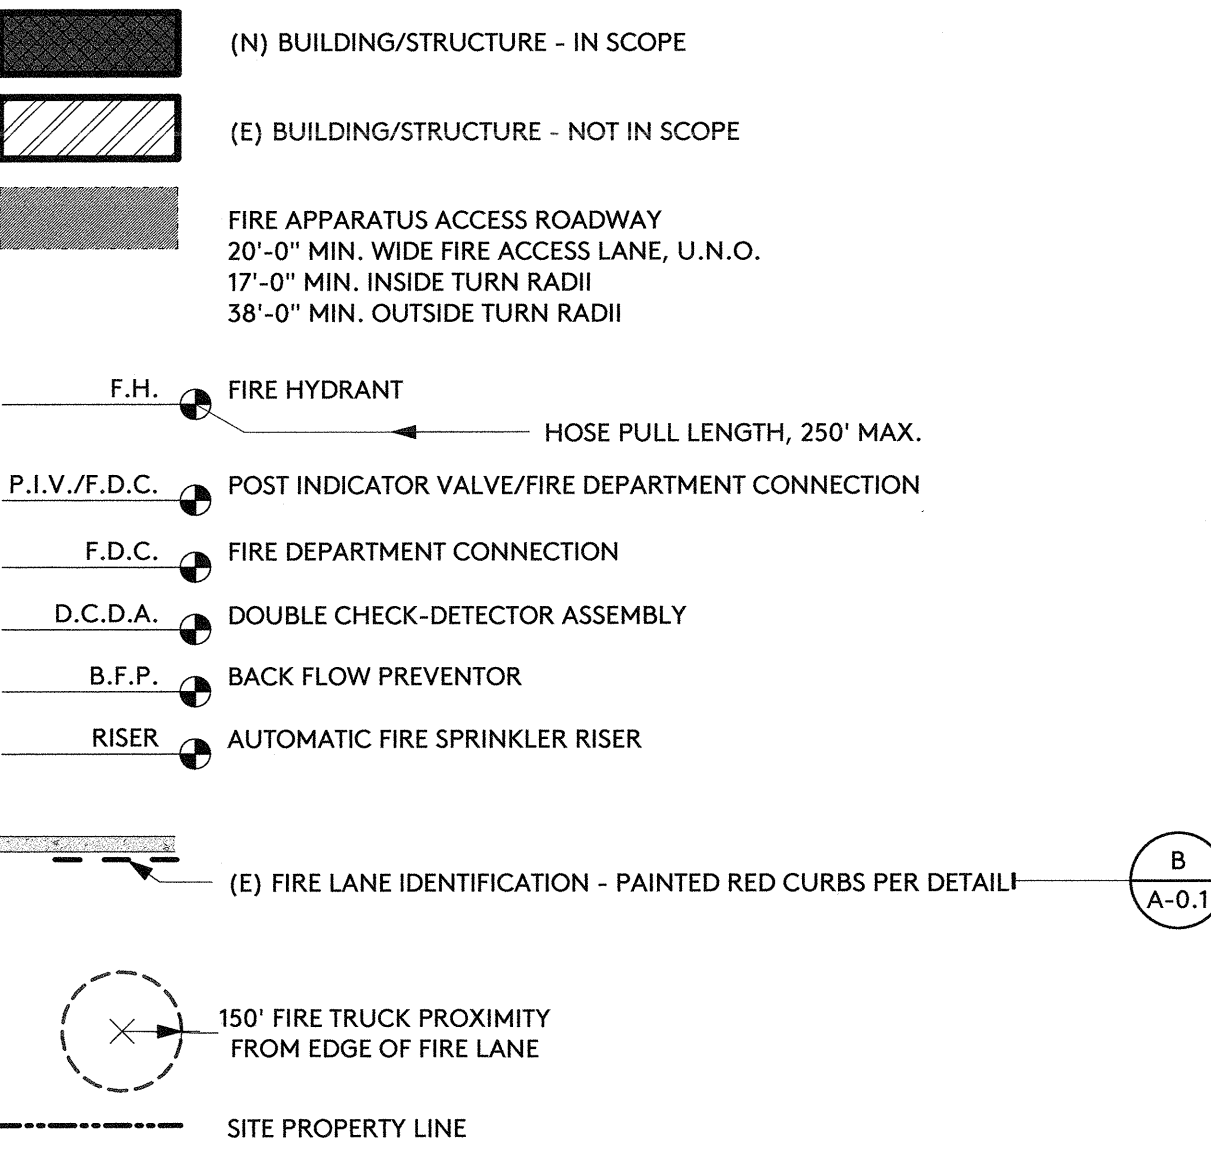 (N) BUILDING/STRUCTURE - IN SCOPE
(E) BUILDING/STRUCTURE - NOT IN SCOPE
FIRE APPARATUS ACCESS ROADWAY
20'-0" MIN. WIDE FIRE ACCESS LANE, U.N.O.
17'-0" MIN. INSIDE TURN RADII
38'-0" MIN. OUTSIDE TURN RADII
F.H. FIRE HYDRANT
HOSE PULL LENGTH, 250' MAX.
P.I.V./F.D.C. POST INDICATOR VALVE/FIRE DEPARTMENT CONNECTION
F.D.C. FIRE DEPARTMENT CONNECTION
D.C.D.A. DOUBLE CHECK-DETECTOR ASSEMBLY
B.F.P. BACK FLOW PREVENTOR
RISER AUTOMATIC FIRE SPRINKLER RISER
(E) FIRE LANE IDENTIFICATION - PAINTED RED CURBS PER DETAIL
B
A-0.1
150' FIRE TRUCK PROXIMITY
FROM EDGE OF FIRE LANE
SITE PROPERTY LINE